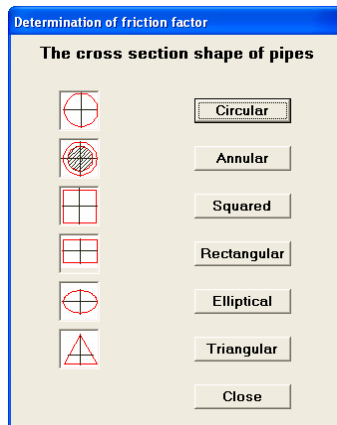 Determination of friction factor
The cross section shape of pipes
Circular
Annular
Squared
Rectangular
Elliptical
Triangular
Close